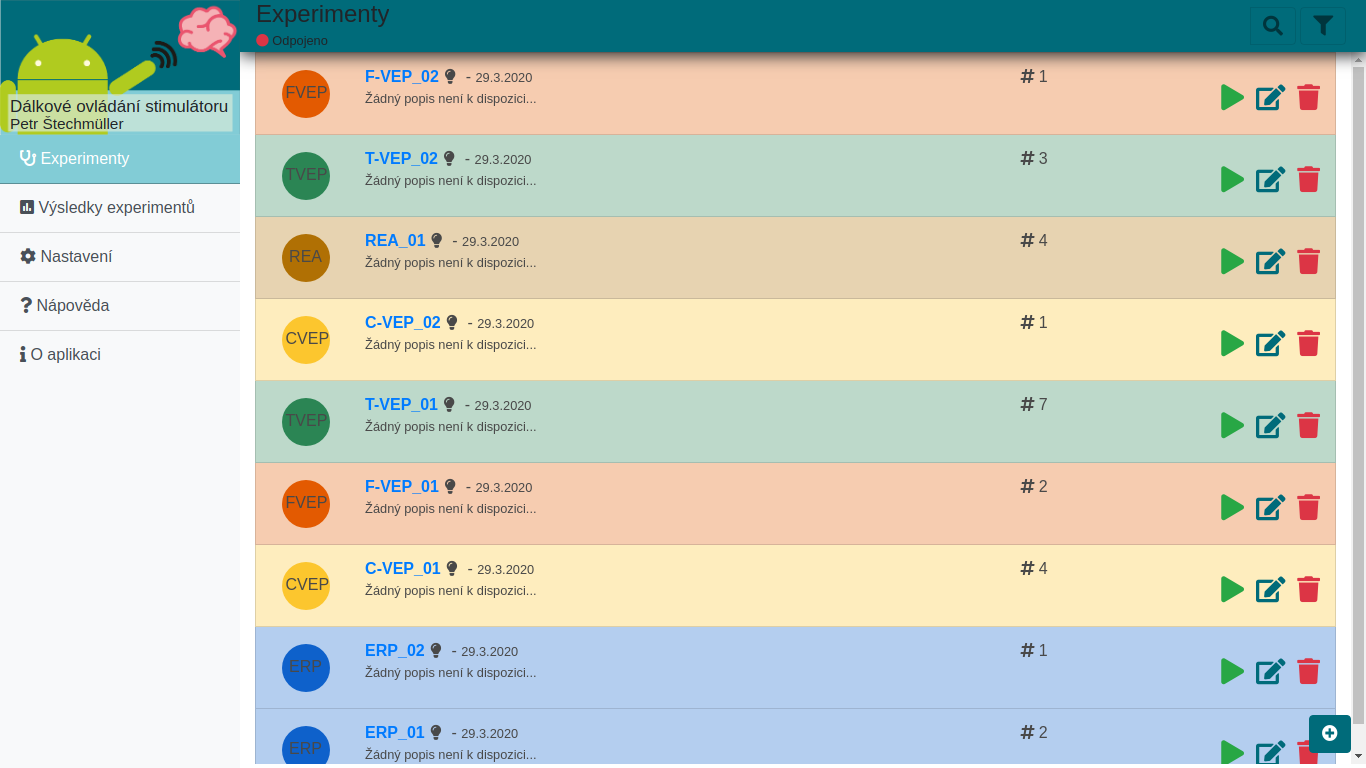 Experimenty
Odpojeno
Dálkové ovládání stimulátoru
Petr Štechmüller
Experimenty
Výsledky experimentů
Nastavení
Nápověda
O aplikaci
FVEP F-VEP_02 - 29.3.2020 # 1
Žádný popis není k dispozici...
TVEP T-VEP_02 - 29.3.2020 # 3
Žádný popis není k dispozici...
REA REA_01 - 29.3.2020 # 4
Žádný popis není k dispozici...
CVEP C-VEP_02 - 29.3.2020 # 1
Žádný popis není k dispozici...
TVEP T-VEP_01 - 29.3.2020 # 7
Žádný popis není k dispozici...
FVEP F-VEP_01 - 29.3.2020 # 2
Žádný popis není k dispozici...
CVEP C-VEP_01 - 29.3.2020 # 4
Žádný popis není k dispozici...
ERP ERP_02 - 29.3.2020 # 1
Žádný popis není k dispozici...
ERP ERP_01 - 29.3.2020 # 2
Žádný popis není k dispozici...